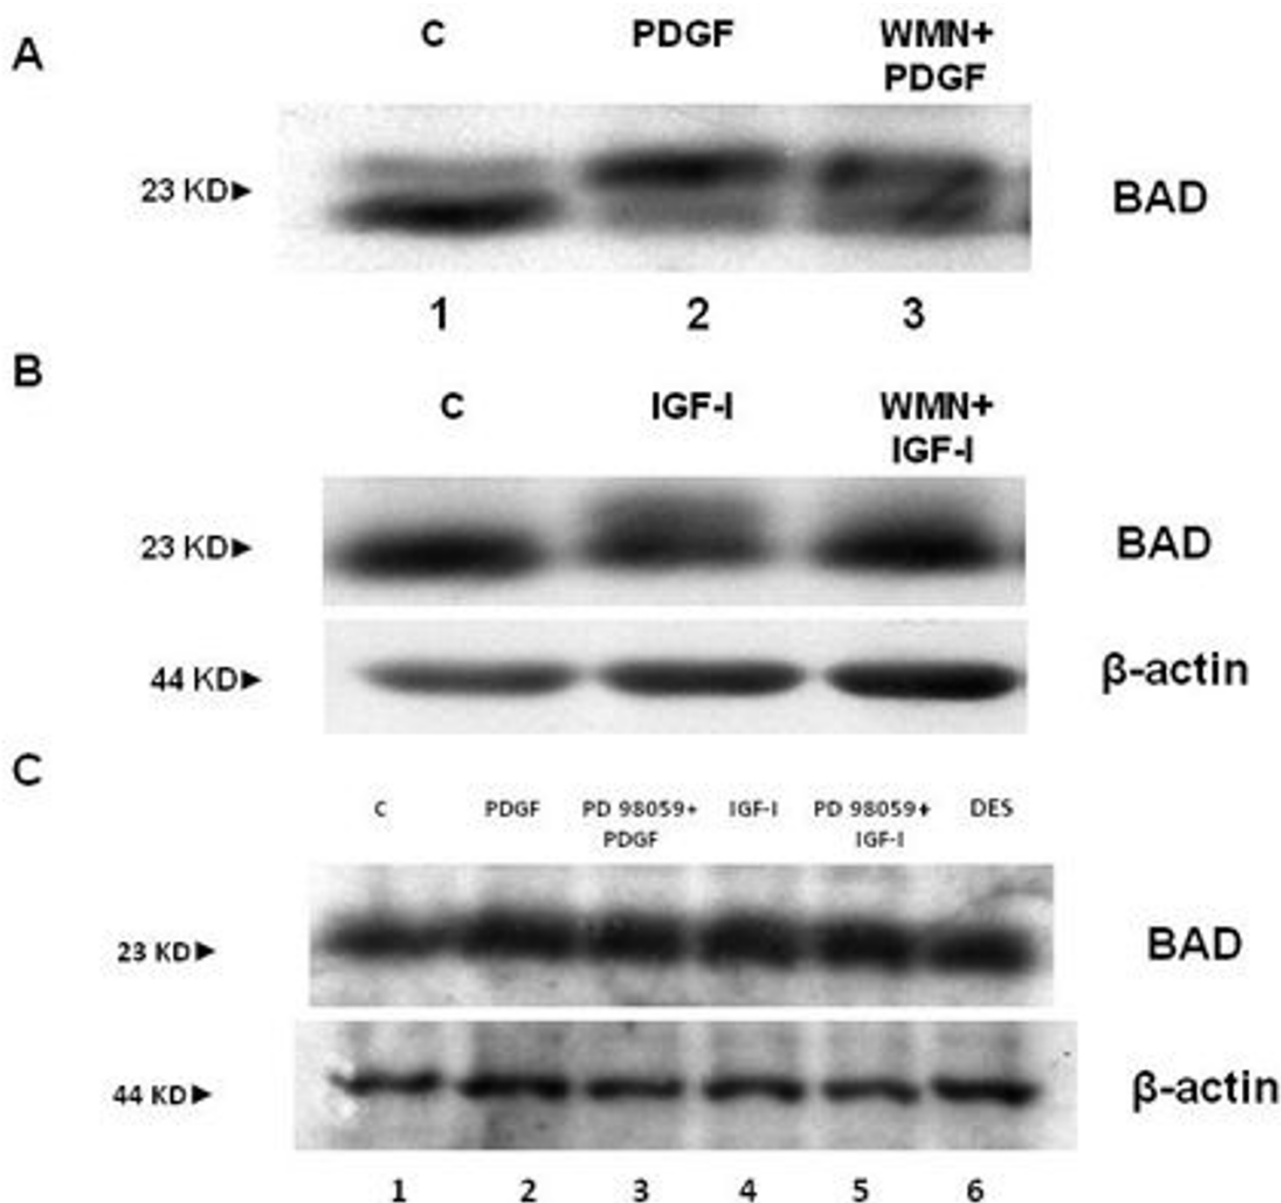 A
C PDGF WMN+
PDGF
23 KD►
BAD
1 2 3
B
C IGF-I WMN+
IGF-I
23 KD►
BAD
44 KD►
β-actin
C
C PDGF PD 98059+ IGF-I PD 98059+ DES
PDGF IGF-I
23 KD►
BAD
44 KD►
β-actin
1 2 3 4 5 6